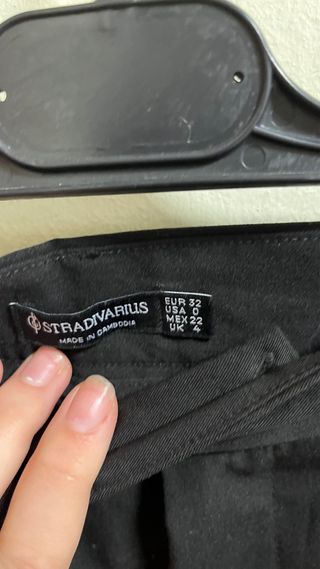 STRADIVARIUS
MADE IN CAMBODIA
EUR 32
USA 0
MEX 22
UK 4